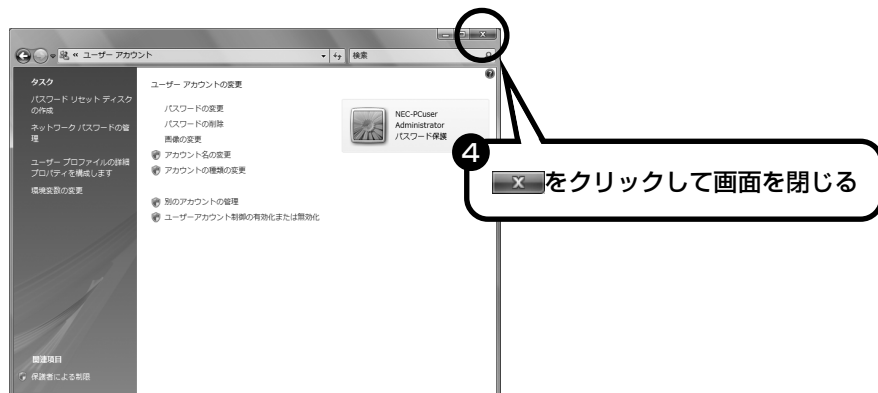 « ユーザー アカウント
検索
タスク
パスワード リセット ディスク
の作成
ネットワーク パスワードの管
理
ユーザー プロファイルの詳細
プロパティを構成します
環境変数の変更
関連項目
保護者による制限
ユーザー アカウントの変更
パスワードの変更
パスワードの削除
画像の変更
アカウント名の変更
アカウントの種類の変更
別のアカウントの管理
ユーザーアカウント制御の有効化または無効化
NEC-PCuser
Administrator
パスワード保護
4
x をクリックして画面を閉じる